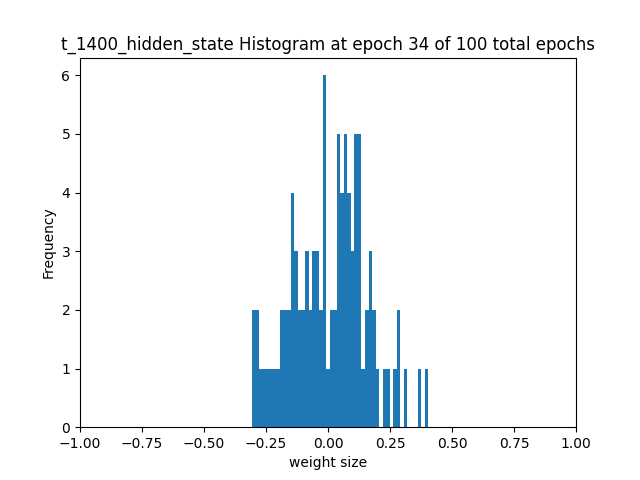 t_1400_hidden_state Histogram at epoch 34 of 100 total epochs
6
5
4
3
2
1
0
Frequency
−1.00 −0.75 −0.50 −0.25 0.00 0.25 0.50 0.75 1.00
weight size